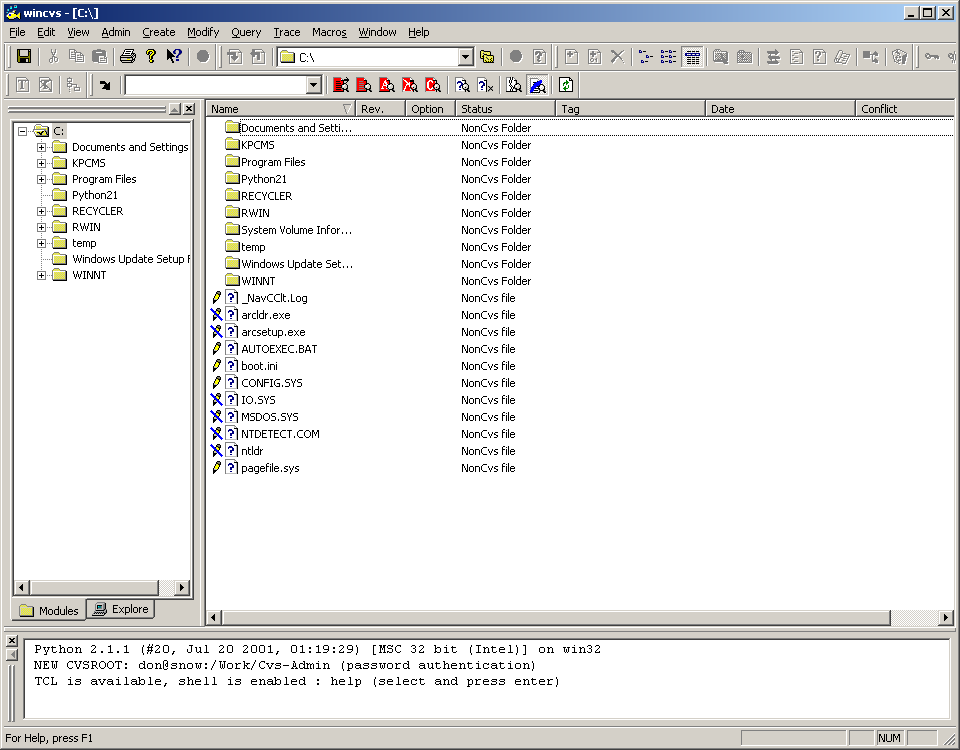 wincvs - [C:\]
File Edit View Admin Create Modify Query Trace Macros Window Help
C:\
Name Rev. Option Status Tag Date Conflict
C:
Documents and Settings
KPCMS
Program Files
Python21
RECYCLER
RWIN
temp
Windows Update Setup F
WINNT
Modules Explore
Documents and Setti... NonCvs Folder
KPCMS NonCvs Folder
Program Files NonCvs Folder
Python21 NonCvs Folder
RECYCLER NonCvs Folder
RWIN NonCvs Folder
System Volume Infor... NonCvs Folder
temp NonCvs Folder
Windows Update Set... NonCvs Folder
WINNT NonCvs Folder
_NavCClt.Log NonCvs file
arcldr.exe NonCvs file
arcsetup.exe NonCvs file
AUTOEXEC.BAT NonCvs file
boot.ini NonCvs file
CONFIG.SYS NonCvs file
IO.SYS NonCvs file
MSDOS.SYS NonCvs file
NTDETECT.COM NonCvs file
ntldr NonCvs file
pagefile.sys NonCvs file
Python 2.1.1 (#20, Jul 20 2001, 01:19:29) [MSC 32 bit (Intel)] on win32
NEW CVSROOT: don@snow:/Work/Cvs-Admin (password authentication)
TCL is available, shell is enabled : help (select and press enter)
For Help, press F1
NUM